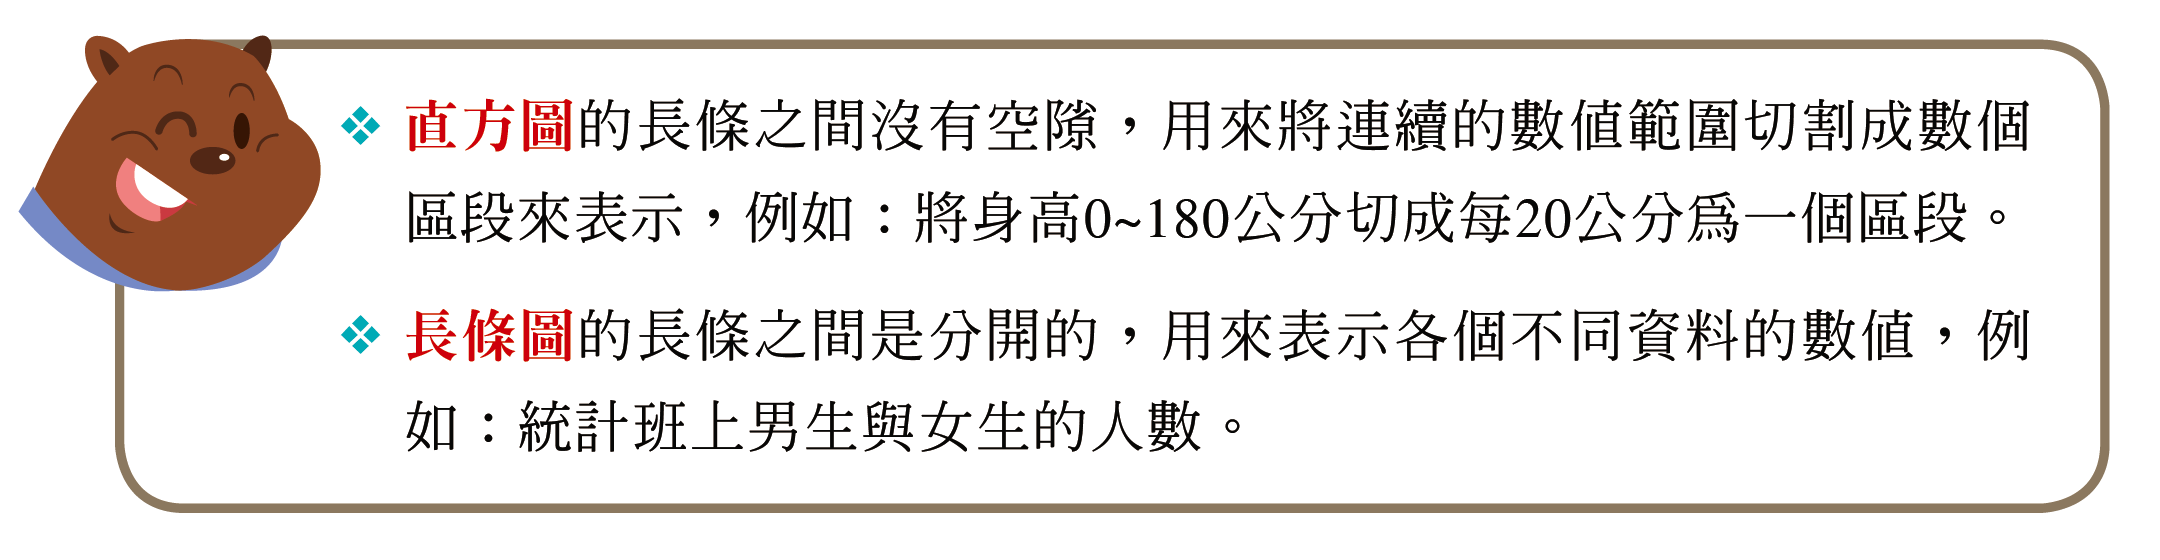 ❖ 直方圖的長條之間沒有空隙，用來將連續的數值範圍切割成數個
區段來表示，例如：將身高0~180公分切成每20公分爲一個區段。
❖ 長條圖的長條之間是分開的，用來表示各個不同資料的數值，例
如：統計班上男生與女生的人數。